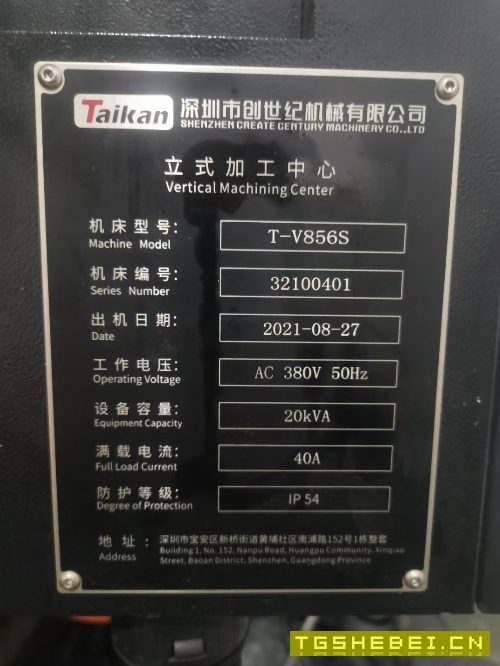 Taikan 深圳市创世纪机械有限公司
SHENZHEN CREATE CENTURY MACHINERY CO.,LTD
立式加工中心
Vertical Machining Center
机床型号: T-V856S
Machine Model
机床编号: 32100401
Series Number
出机日期: 2021-08-27
Date
工作电压: AC 380V 50Hz
Operating Voltage
设备容量: 20kVA
Equipment Capacity
满载电流: 40A
Full Load Current
防护等级: IP 54
Degree of Protection
地址: 深圳市宝安区新桥街道黄埔社区南浦路152号1栋整套
Address Building 1, No. 152, Nanpu Road, Huangpu Community, Xinqiao
Street, Baoan District, Shenzhen, Guangdong Province
TGSHEBEI.CN